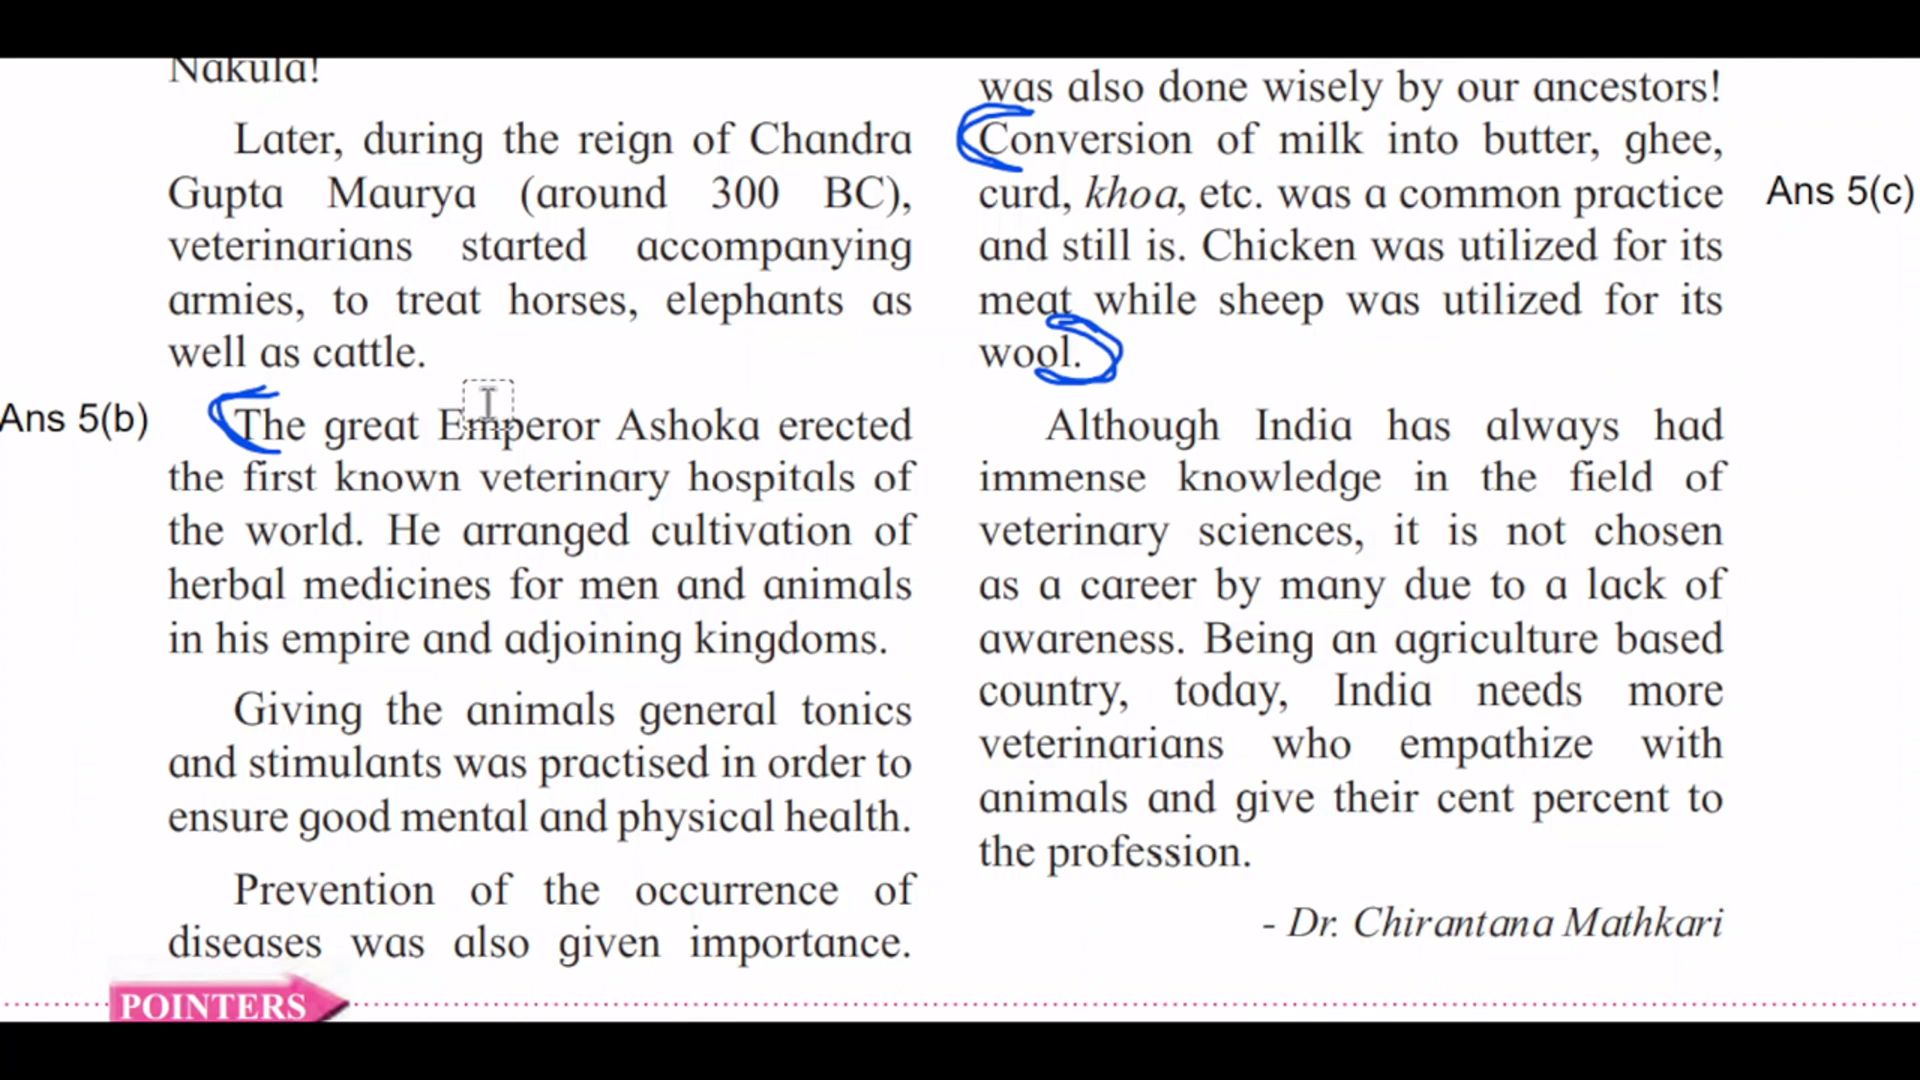 Nakula!
Later, during the reign of Chandra
Gupta Maurya (around 300 BC),
veterinarians started accompanying
armies, to treat horses, elephants as
well as cattle.
Ans 5(b)
The great Emperor Ashoka erected
the first known veterinary hospitals of
the world. He arranged cultivation of
herbal medicines for men and animals
in his empire and adjoining kingdoms.
Giving the animals general tonics
and stimulants was practised in order to
ensure good mental and physical health.
Prevention of the occurrence of
diseases was also given importance.
was also done wisely by our ancestors!
Conversion of milk into butter, ghee,
curd, khoa, etc. was a common practice
Ans 5(c)
and still is. Chicken was utilized for its
meat while sheep was utilized for its
wool.
Although India has always had
immense knowledge in the field of
veterinary sciences, it is not chosen
as a career by many due to a lack of
awareness. Being an agriculture based
country, today, India needs more
veterinarians who empathize with
animals and give their cent percent to
the profession.
- Dr. Chirantana Mathkari
POINTERS